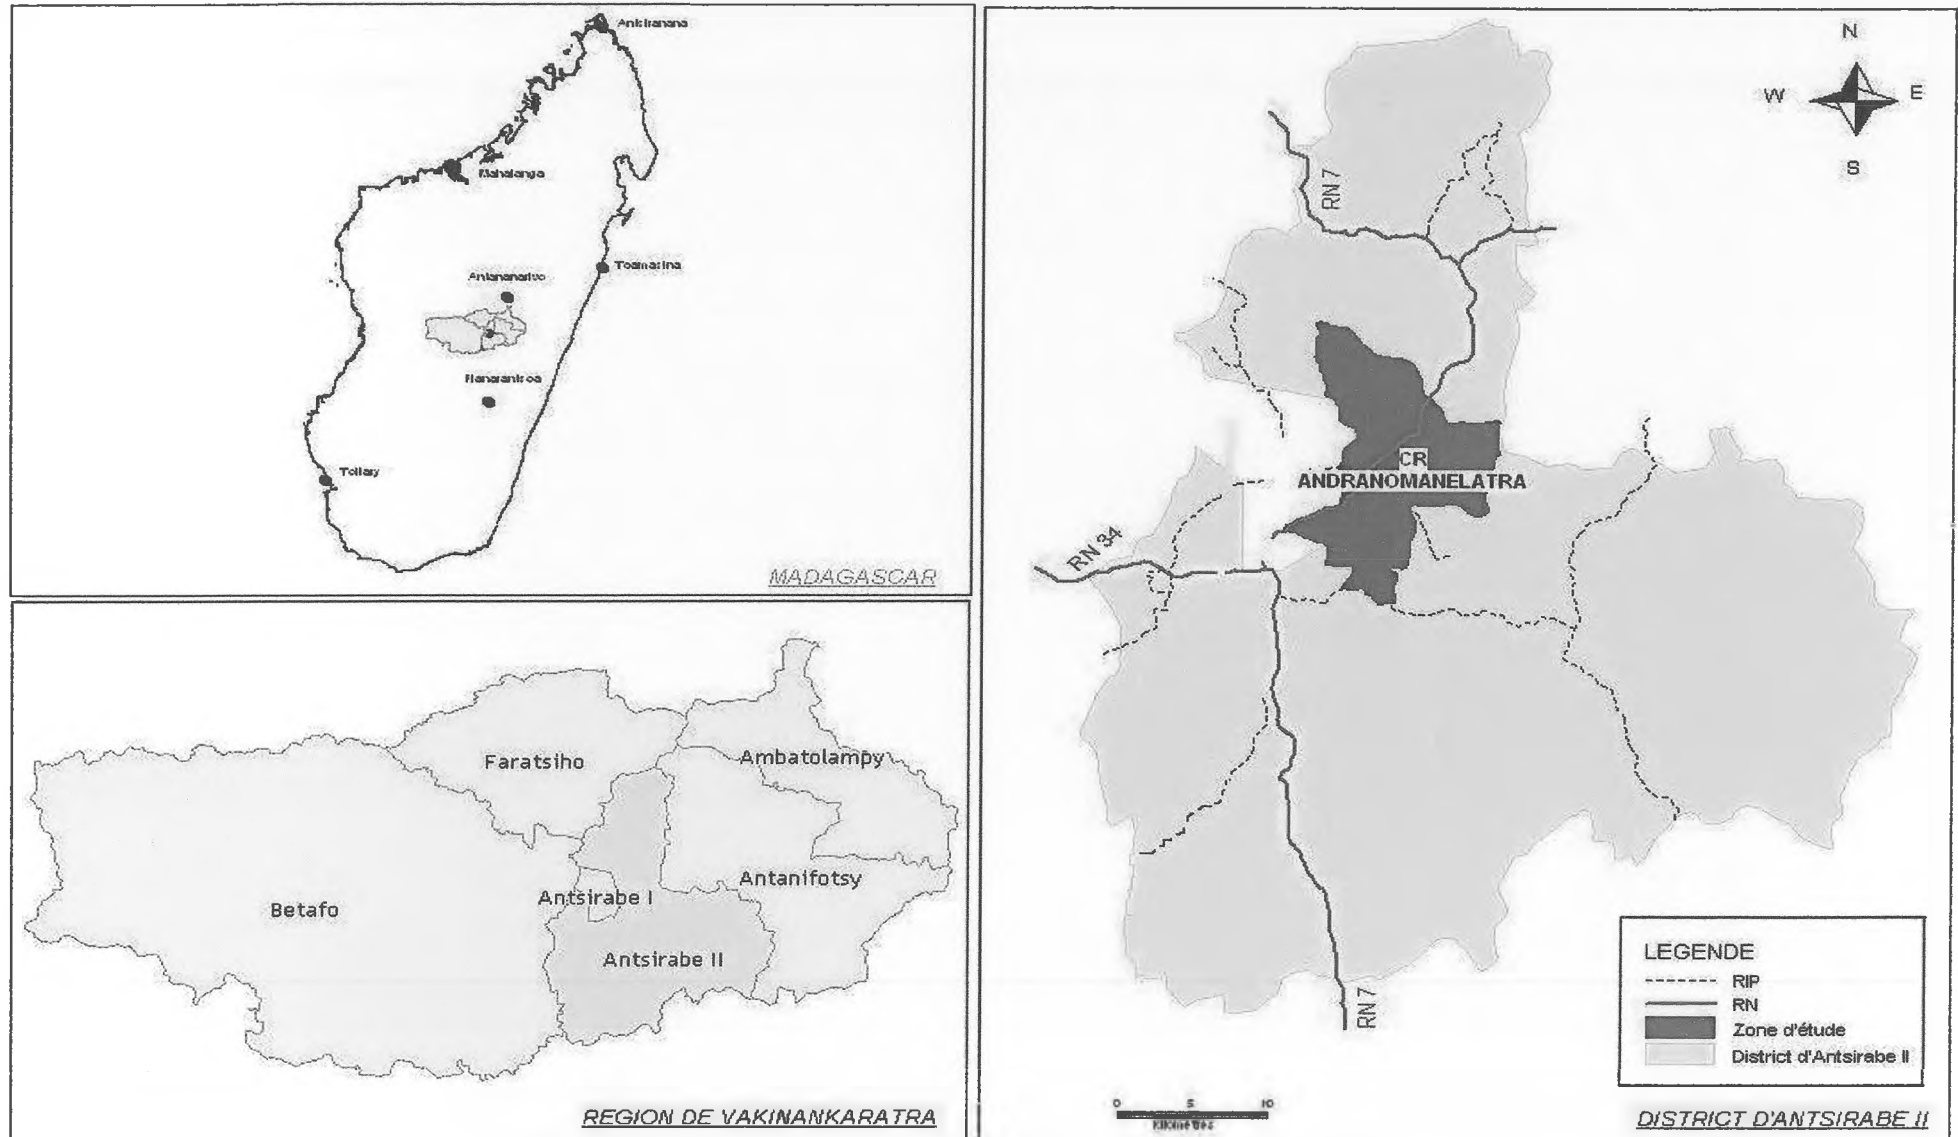 Antsiranana
Mahajanga
Toamasina
Antananarivo
Fianarantsoa
Toliary
MADAGASCAR
Faratsiho
Ambatolampy
Betafo
Antsirabe I
Antanifotsy
Antsirabe II
REGION DE VAKINANKARATRA
N
W
E
S
RN 7
CR
ANDRANOMANELATRA
RN 34
RN 7
LEGENDE
RIP
RN
Zone d'étude
District d'Antsirabe II
0 5 10
Kilomètres
DISTRICT D'ANTSIRABE II